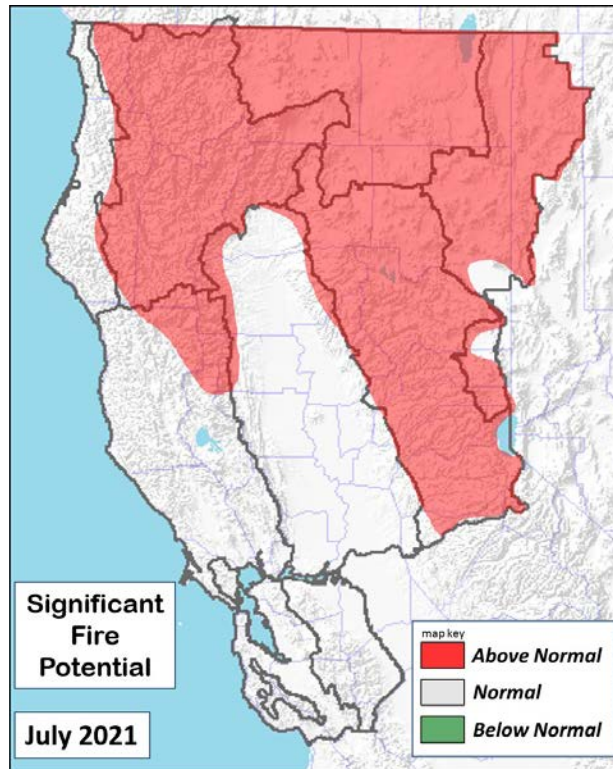 Significant
Fire
Potential
July 2021
map key
Above Normal
Normal
Below Normal